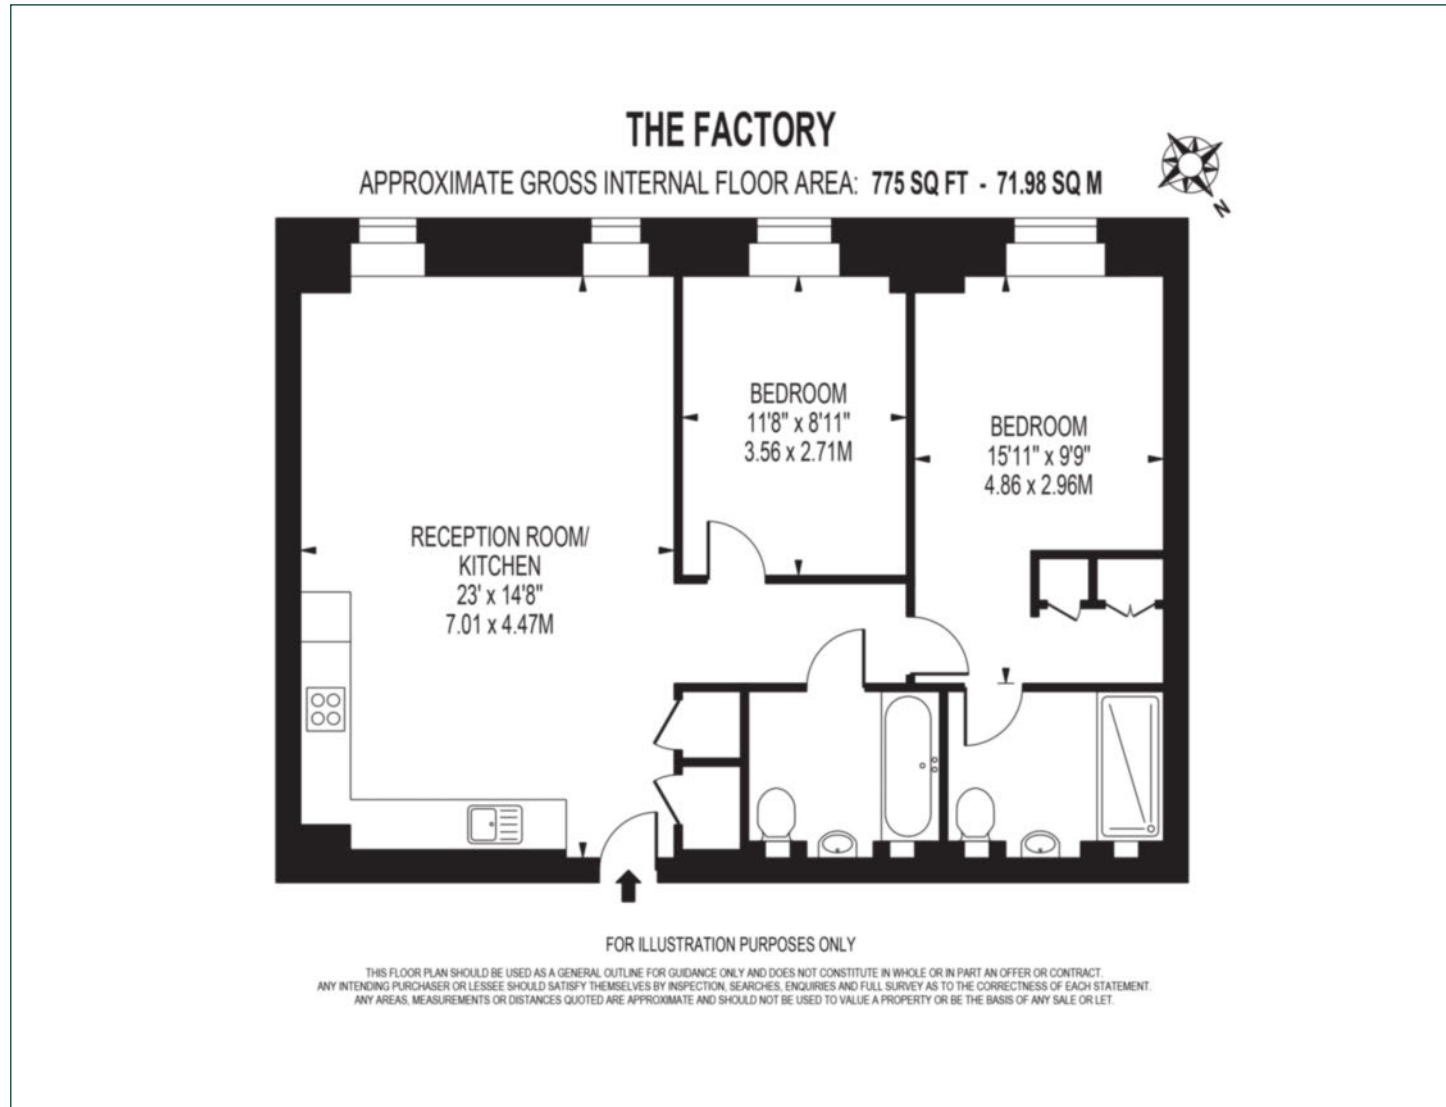 THE FACTORY
APPROXIMATE GROSS INTERNAL FLOOR AREA: 775 SQ FT - 71.98 SQ M
N
BEDROOM
11'8" x 8'11"
3.56 x 2.71M
BEDROOM
15'11" x 9'9"
4.86 x 2.96M
RECEPTION ROOM/
KITCHEN
23' x 14'8"
7.01 x 4.47M
FOR ILLUSTRATION PURPOSES ONLY
THIS FLOOR PLAN SHOULD BE USED AS A GENERAL OUTLINE FOR GUIDANCE ONLY AND DOES NOT CONSTITUTE IN WHOLE OR IN PART AN OFFER OR CONTRACT.
ANY INTENDING PURCHASER OR LESSEE SHOULD SATISFY THEMSELVES BY INSPECTION, SEARCHES, ENQUIRIES AND FULL SURVEY AS TO THE CORRECTNESS OF EACH STATEMENT.
ANY AREAS, MEASUREMENTS OR DISTANCES QUOTED ARE APPROXIMATE AND SHOULD NOT BE USED TO VALUE A PROPERTY OR BE THE BASIS OF ANY SALE OR LET.